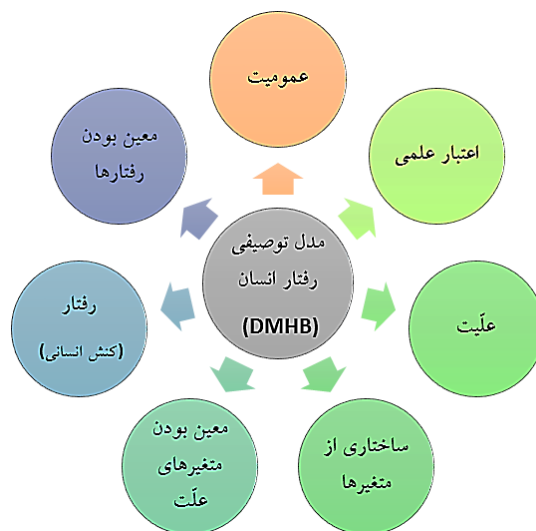 عمومیت
اعتبار علمی
علّیت
ساختاری از
متغیرها
معین بودن
متغیرهای
علّت
رفتار
(کنش انسانی)
معین بودن
رفتارها
مدل توصیفی
رفتار انسان
(DMHB)